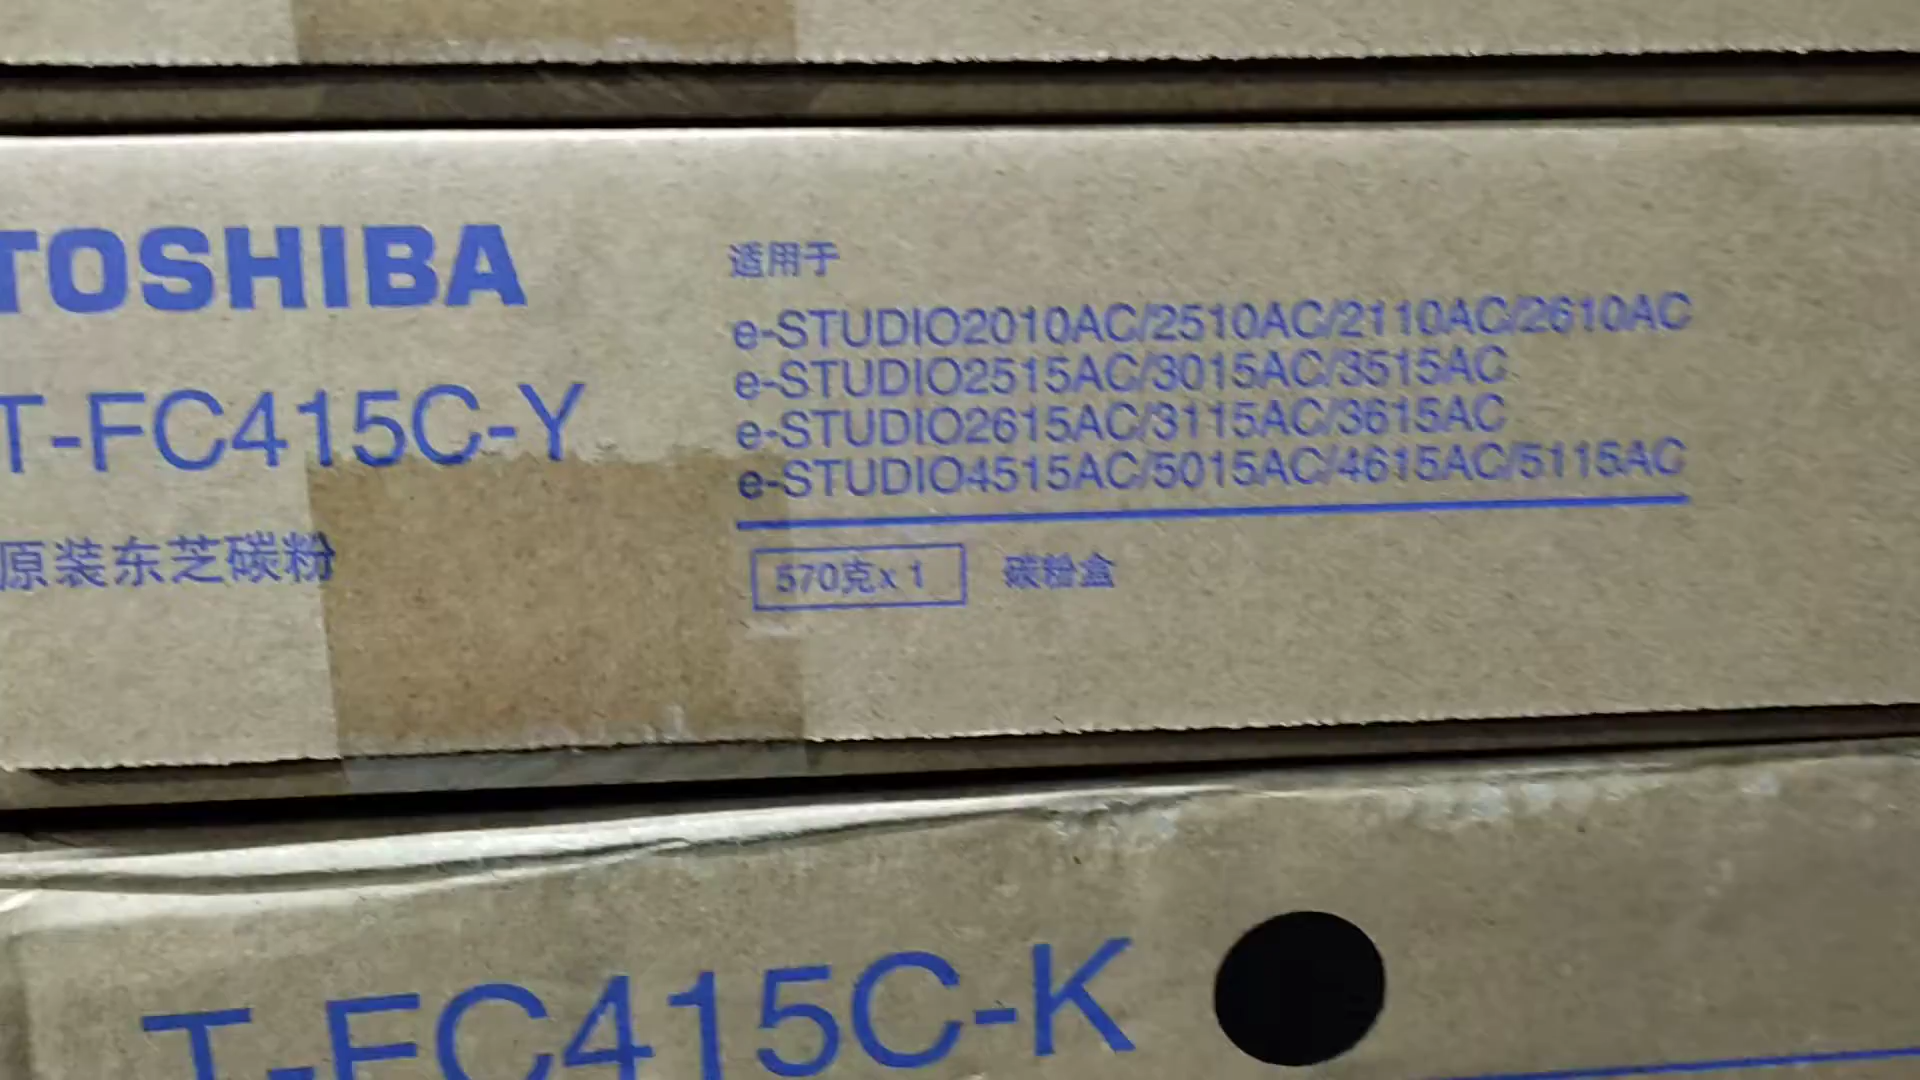 TOSHIBA
T-FC415C-Y
原装东芝碳粉
适用于
e-STUDIO2010AC/2510AC/2110AC/2610AC
e-STUDIO2515AC/3015AC/3515AC
e-STUDIO2615AC/3115AC/3615AC
e-STUDIO4515AC/5015AC/4615AC/5115AC
570克x 1
碳粉盒
T-FC415C-K